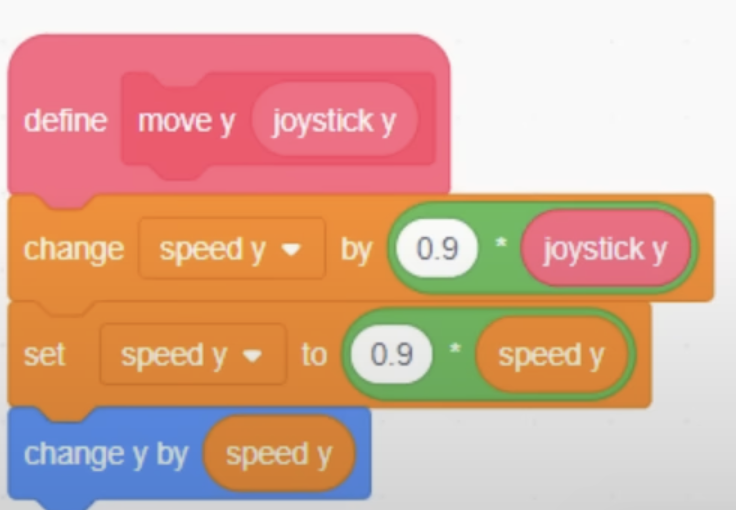 define move y joystick y
change speed y by 0.9 * joystick y
set speed y to 0.9 * speed y
change y by speed y